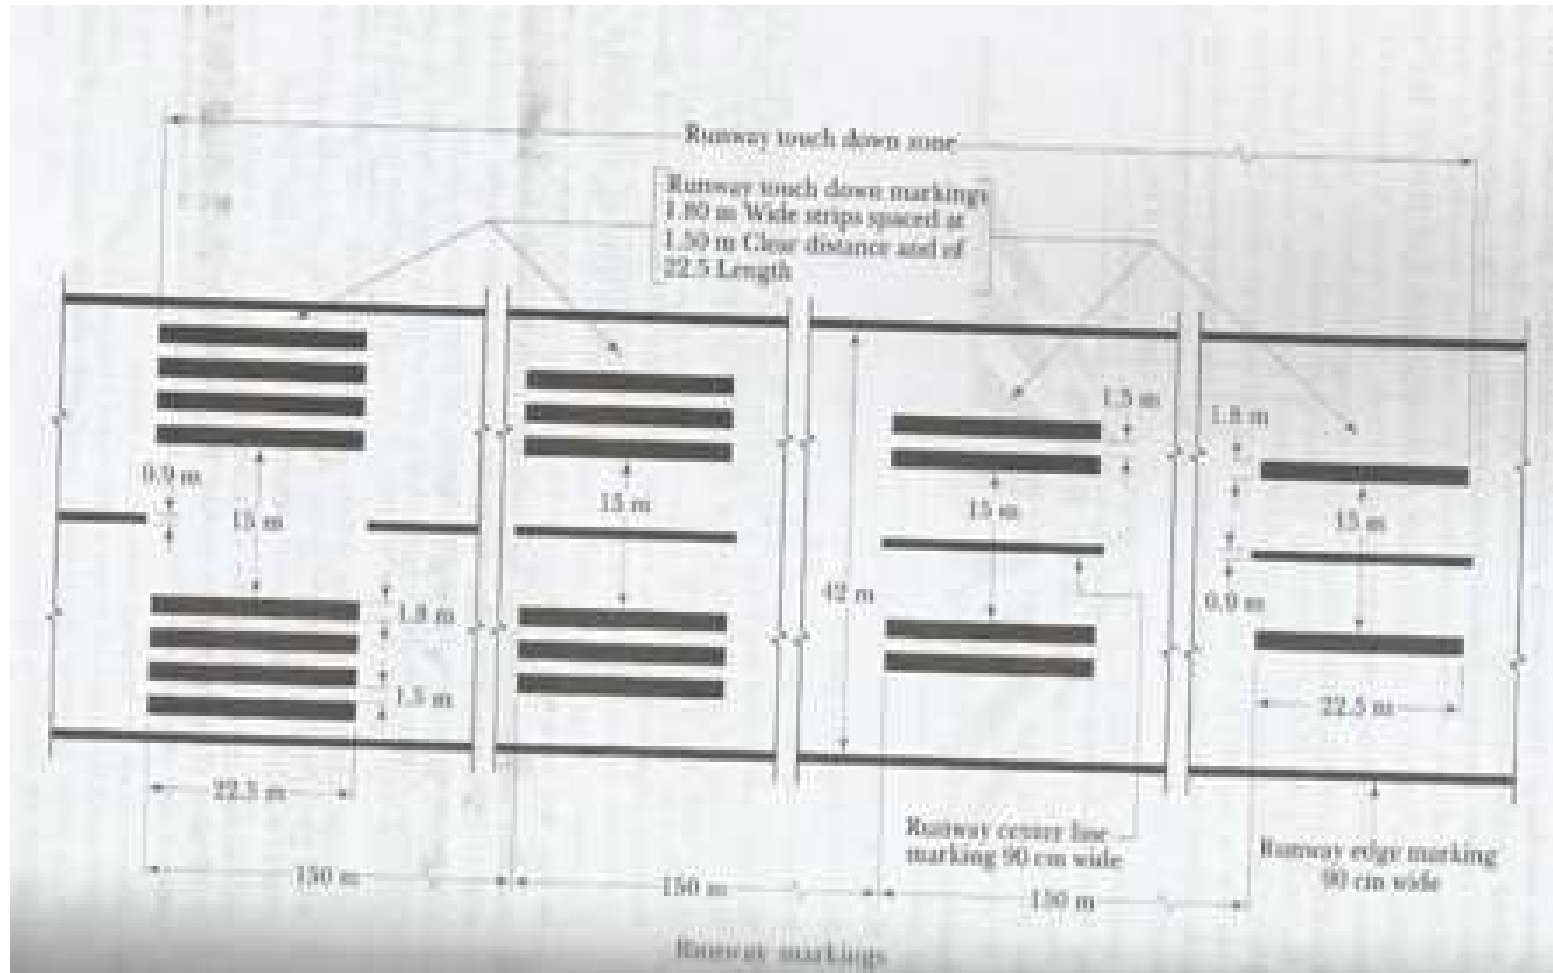 Runway touch down zone
Runway touch down markings
1.80 m Wide strips spaced at
1.50 m Clear distance and of
22.5 Length
1.5 m
1.8 m
0.9 m
15 m
15 m
15 m
15 m
42 m
0.9 m
1.8 m
1.5 m
22.5 m
22.5 m
Runway center line
marking 90 cm wide
Runway edge marking
90 cm wide
150 m
150 m
150 m
Runway markings